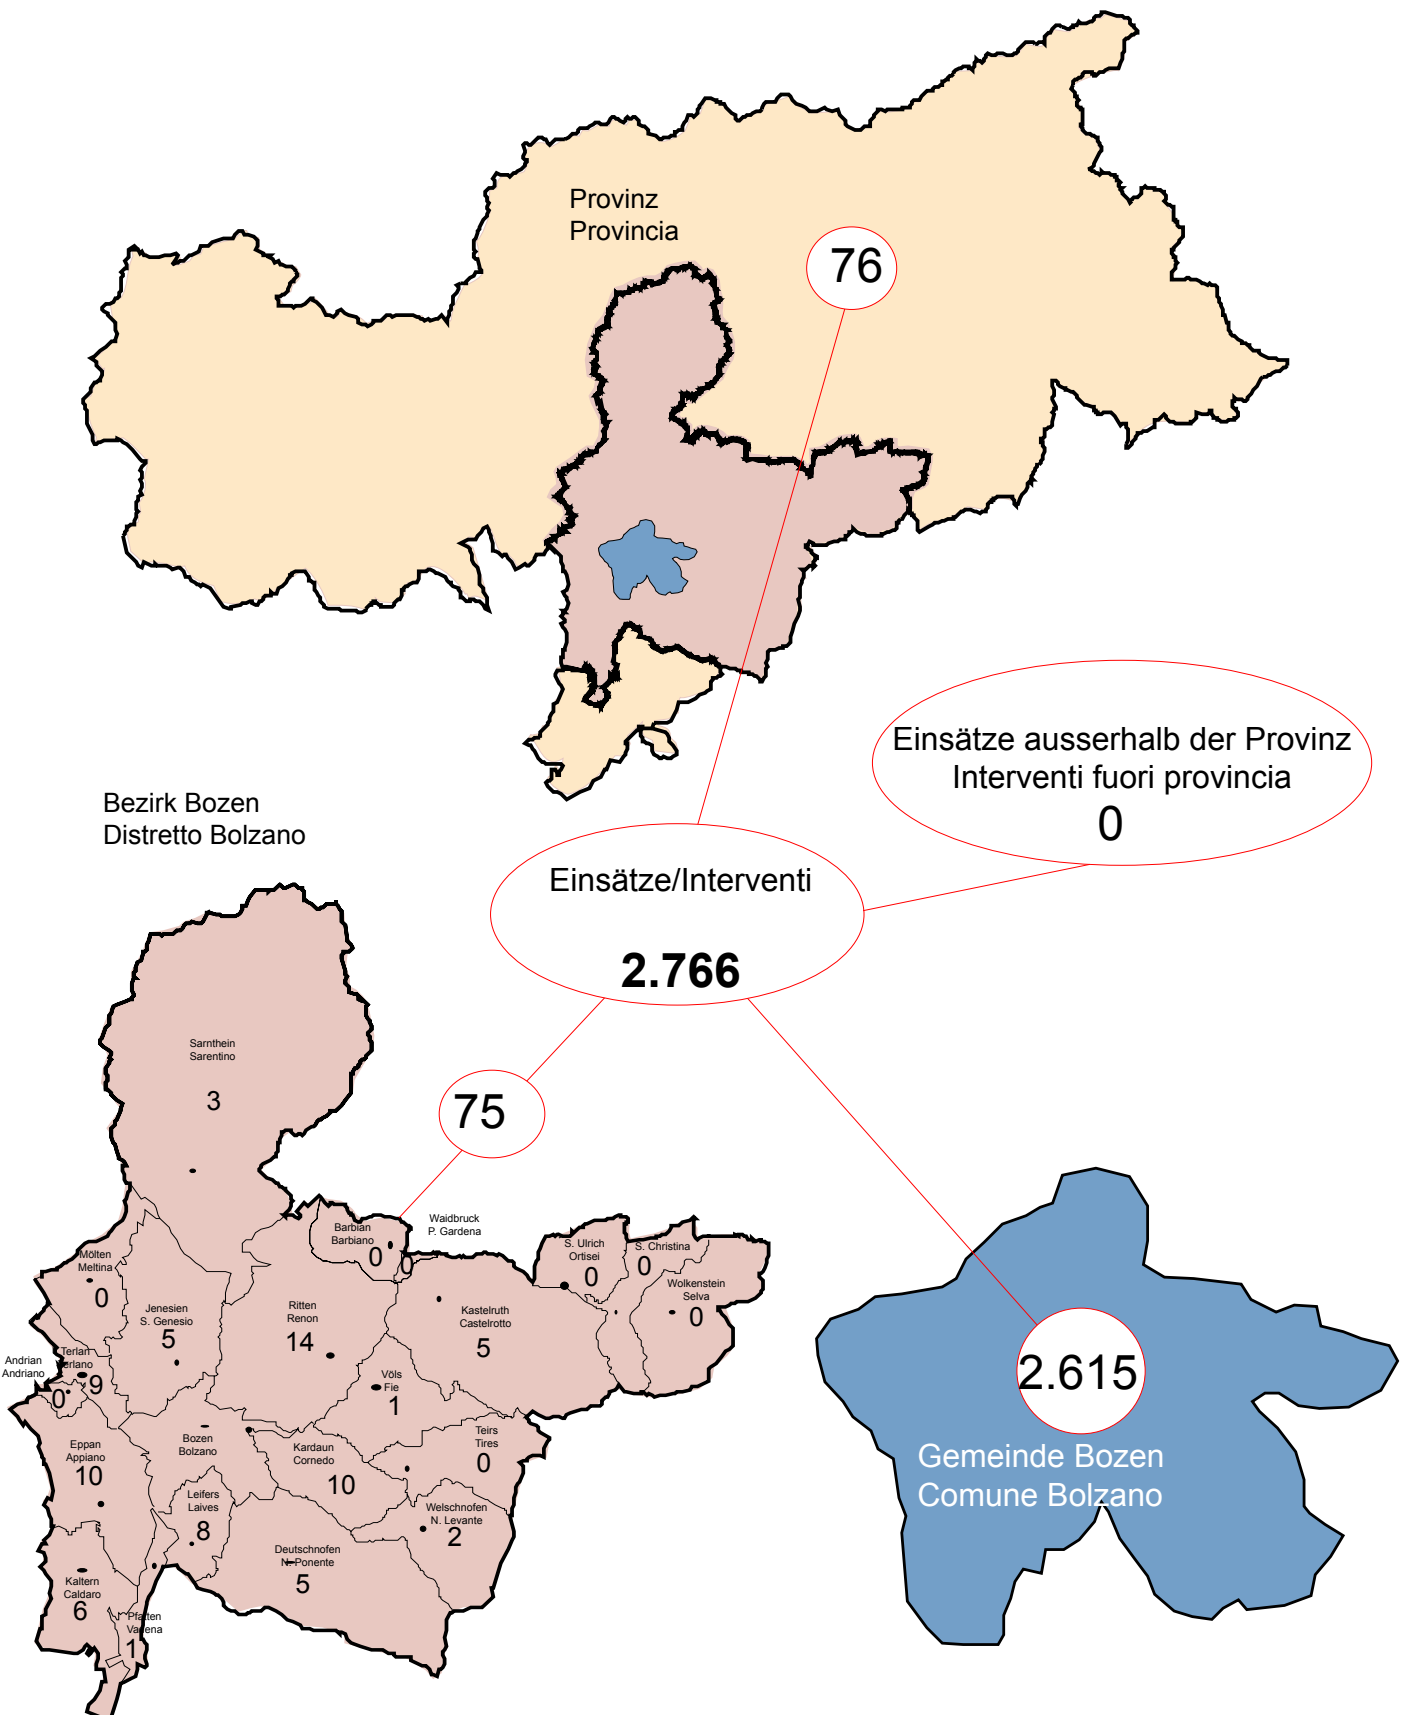 Provinz
Provincia
76
Einsätze ausserhalb der Provinz
Interventi fuori provincia
0
Bezirk Bozen
Distretto Bolzano
Einsätze/Interventi
2.766
75
Sarnthein
Sarentino
3
Barbian
Barbiano
0
Waidbruck
P. Gardena
0
S. Ulrich
Ortisei
0
S. Christina
0
Wolkenstein
Selva
0
Mölten
Meltina
0
Jenesien
S. Genesio
5
Ritten
Renon
14
Kastelruth
Castelrotto
5
Andrian
Andriano
0
Terlan
Terlano
9
Völs
Fie
1
Teirs
Tires
0
Eppan
Appiano
10
Bozen
Bolzano
Kardaun
Cornedo
10
Leifers
Laives
8
Welschnofen
N. Levante
2
Deutschnofen
N. Ponente
5
Kaltern
Caldaro
6
Pfatten
Vadena
1
2.615
Gemeinde Bozen
Comune Bolzano